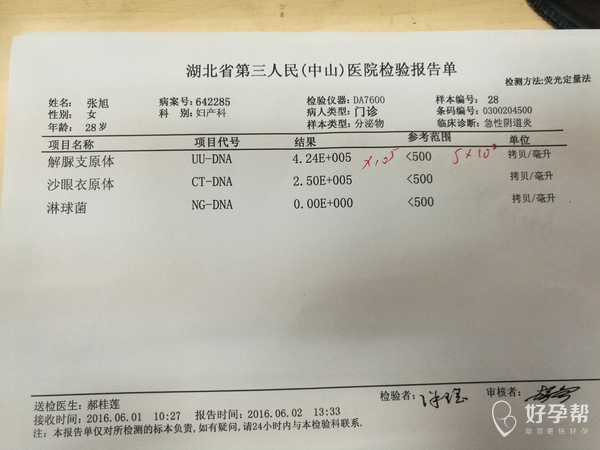 湖北省第三人民(中山)医院检验报告单
检测方法:荧光定量法
姓名: 张旭 病案号: 642285 检验仪器: DA7600 样本编号: 28
性别: 女 科 别: 妇产科 病人类型: 门诊 条码编号: 0300204500
年龄: 28岁 样本类型: 分泌物 临床诊断: 急性阴道炎
项目名称 项目代号 结果 参考范围 单位
解脲支原体 UU-DNA 4.24E+005 ×10⁵ <500 5×10² 拷贝/毫升
沙眼衣原体 CT-DNA 2.50E+005 <500 拷贝/毫升
淋球菌 NG-DNA 0.00E+000 <500 拷贝/毫升
送检医生: 郝桂莲 检验者: 审核者:
接收时间: 2016.06.01 10:27 报告时间: 2016.06.02 13:33
注: 本报告单仅对所检测的标本负责,如有疑问,请24小时内与本检验科联系.
好孕帮
助您更快好孕